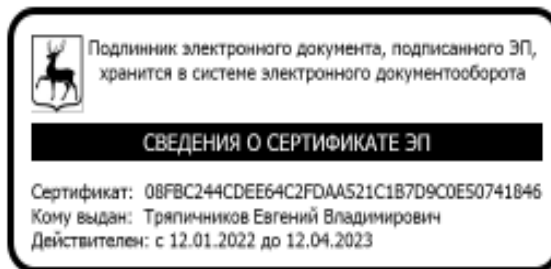 Подлинник электронного документа, подписанного ЭП,
хранится в системе электронного документооборота
СВЕДЕНИЯ О СЕРТИФИКАТЕ ЭП
Сертификат: 08FBC244CDEE64C2FDAA521C1B7D9C0E50741846
Кому выдан: Тряпичников Евгений Владимирович
Действителен: с 12.01.2022 до 12.04.2023